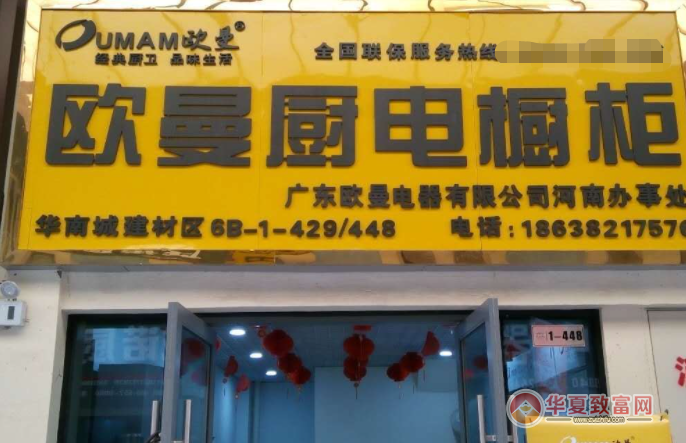 OUMAM欧曼®
经典厨卫 品味生活
全国联保服务热线
欧曼厨电橱柜
广东欧曼电器有限公司河南办事处
华南城建材区6B-1-429/448 电话:18638217576
1-448
华夏致富网